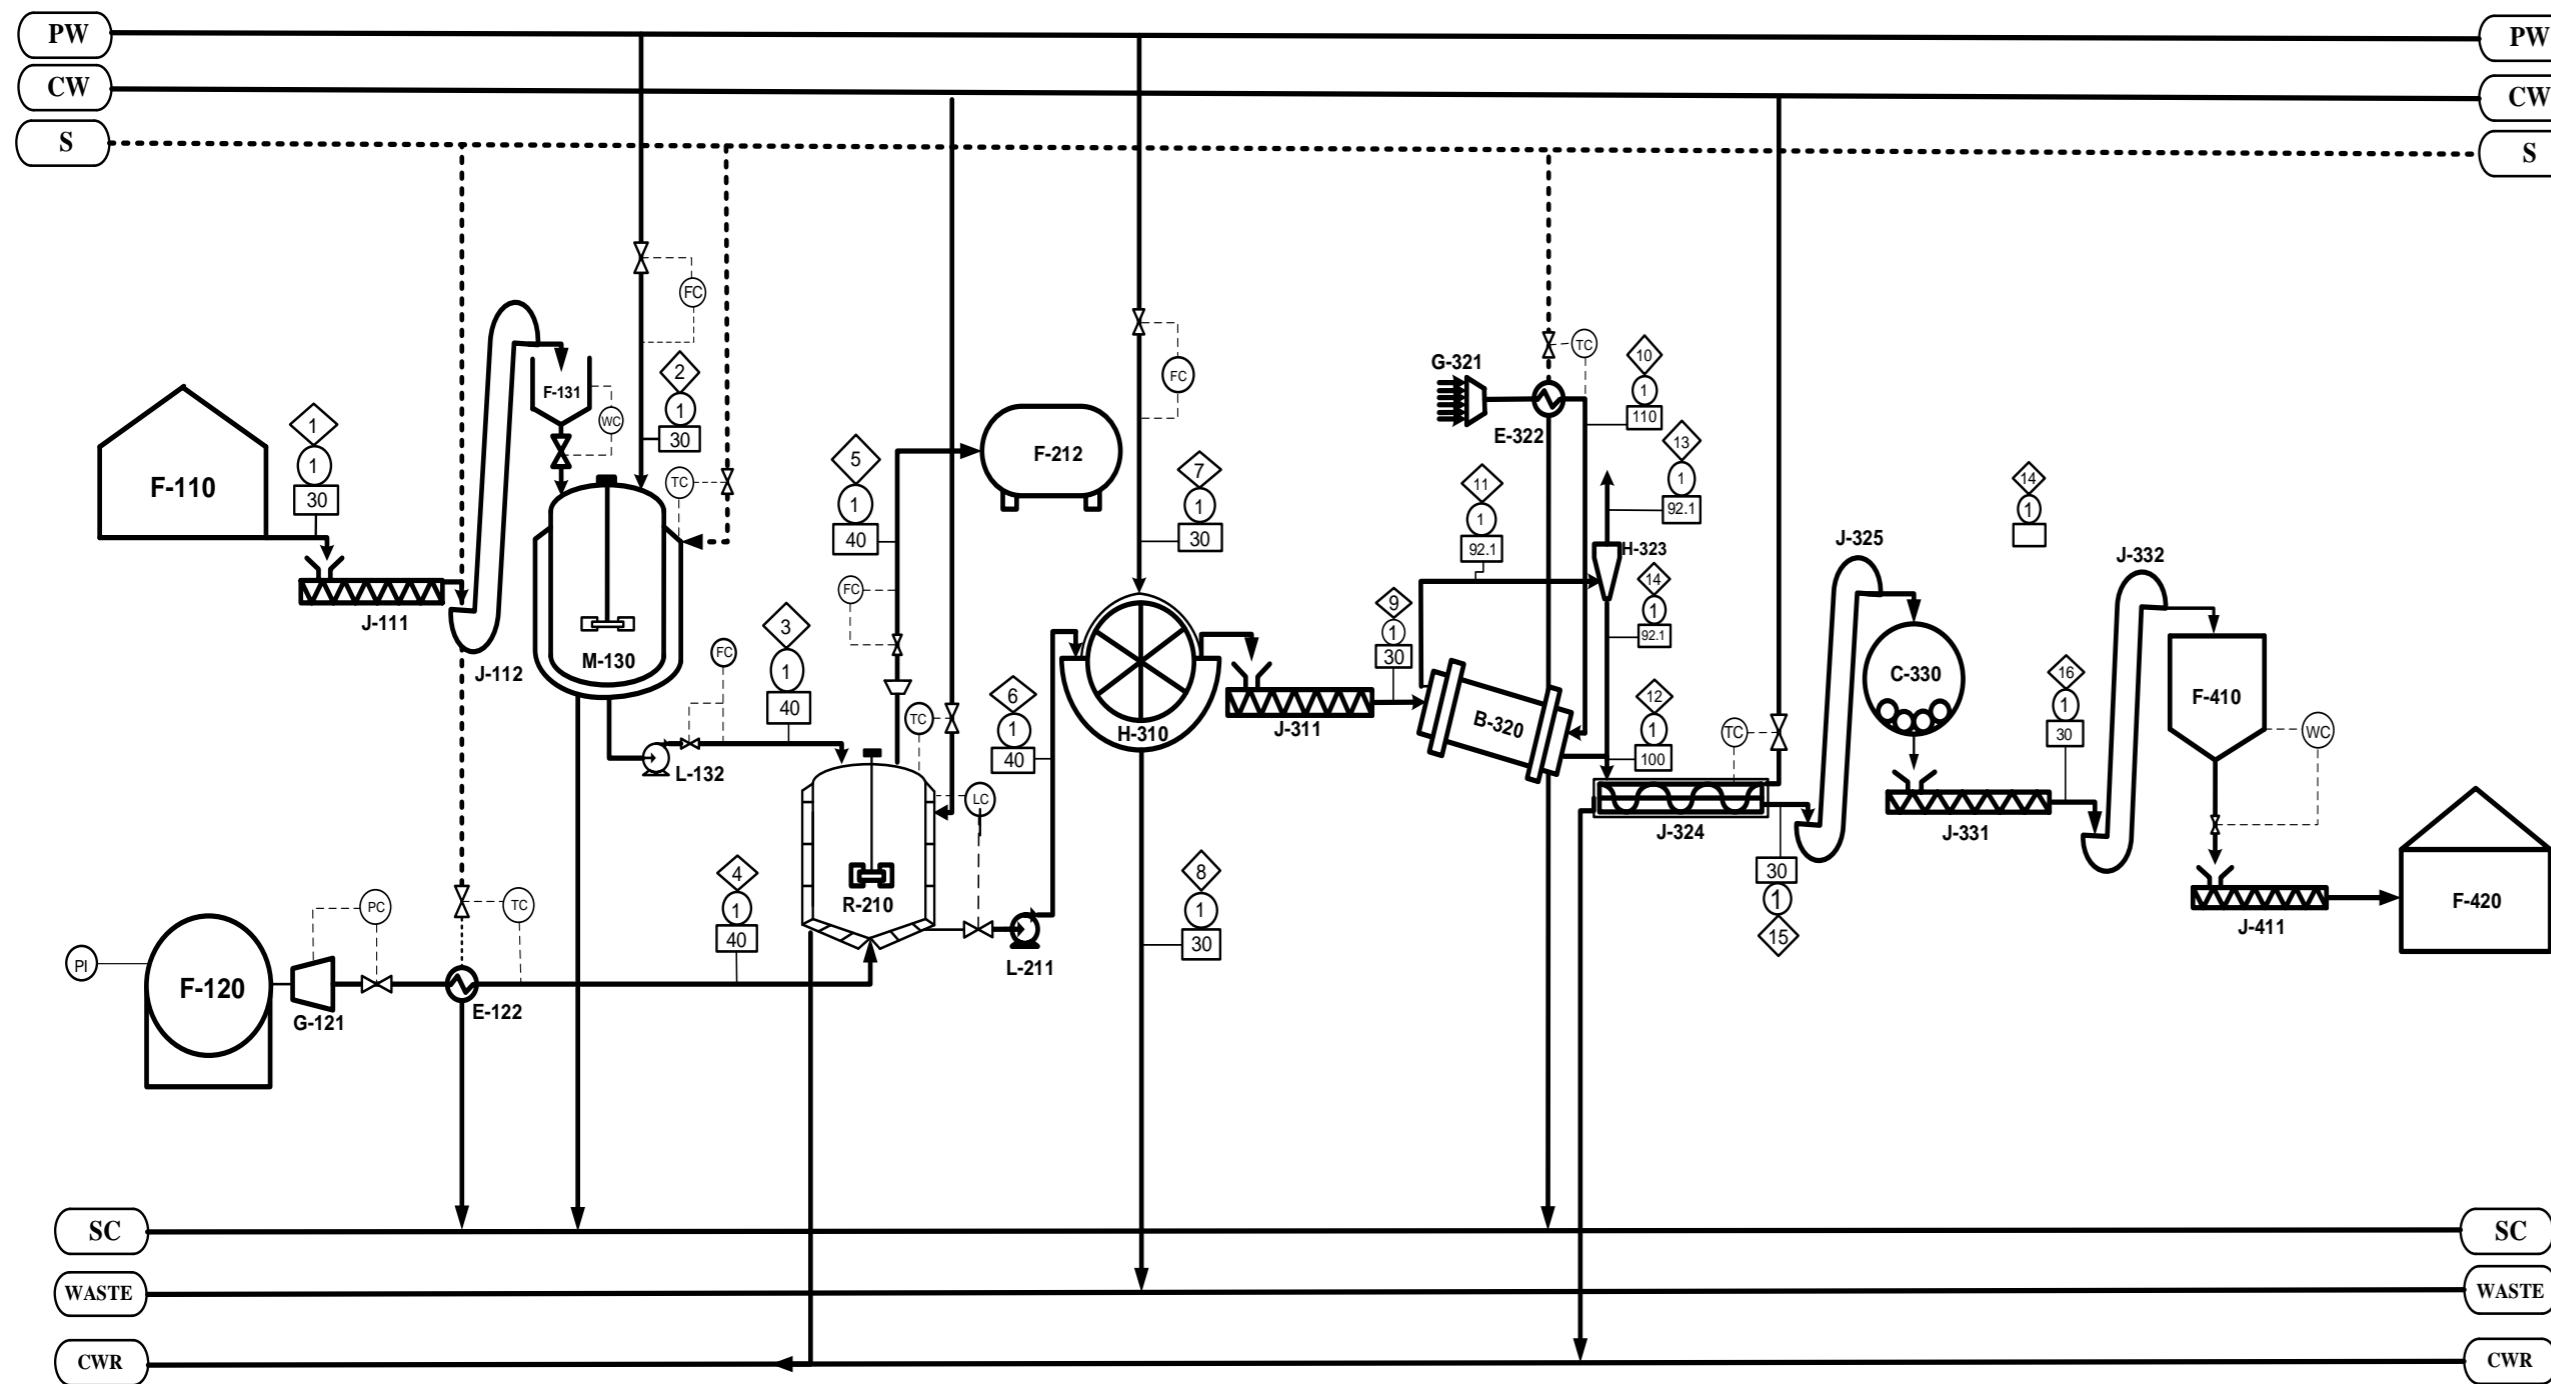 PW
PW
CW
CW
S
S
FC
F-131
WC
2
1
30
TC
1
1
30
F-110
J-111
J-112
M-130
5
1
40
FC
F-212
FC
7
1
30
G-321
E-322
TC
10
1
110
13
1
92.1
11
1
92.1
H-323
14
1
92.1
14
1
J-325
J-332
3
1
40
FC
L-132
TC
LC
R-210
6
1
40
H-310
J-311
9
1
30
B-320
12
1
100
TC
J-324
30
1
15
C-330
J-331
16
1
30
F-410
WC
J-411
F-420
PI
F-120
G-121
PC
E-122
TC
4
1
40
L-211
8
1
30
SC
SC
WASTE
WASTE
CWR
CWR